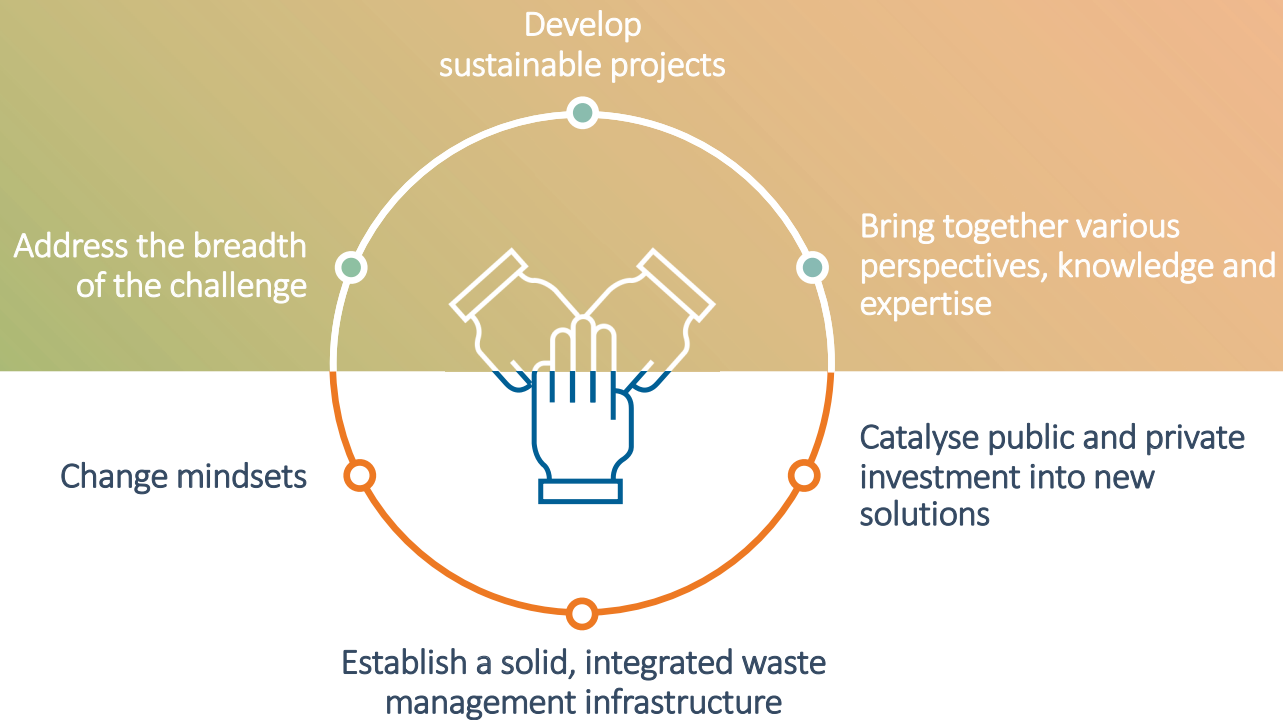 Develop
sustainable projects
Address the breadth
of the challenge
Bring together various
perspectives, knowledge and
expertise
Change mindsets
Catalyse public and private
investment into new
solutions
Establish a solid, integrated waste
management infrastructure